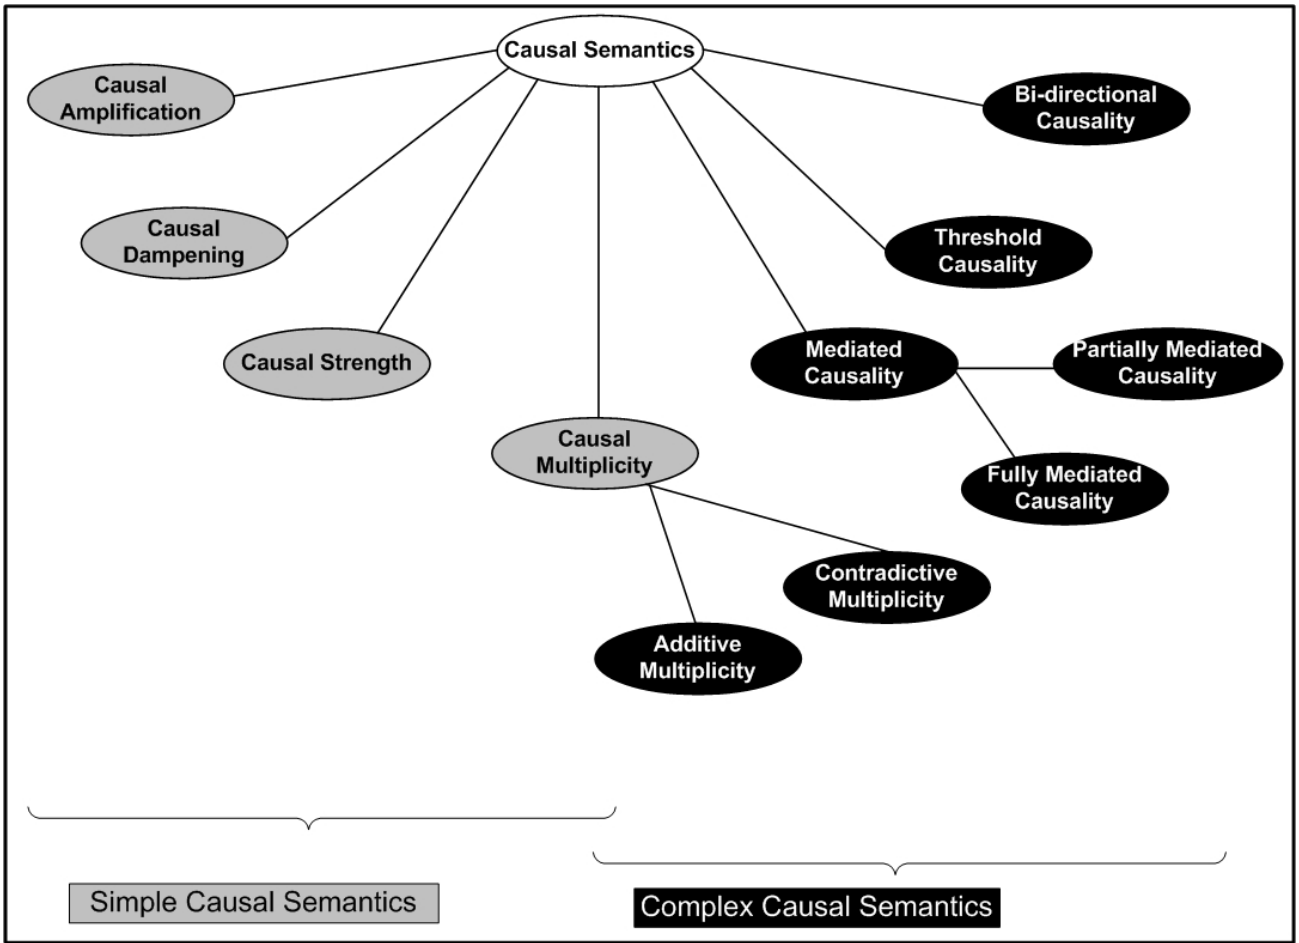 Causal Semantics
Causal
Amplification
Bi-directional
Causality
Causal
Dampening
Threshold
Causality
Causal Strength
Mediated
Causality
Partially Mediated
Causality
Causal
Multiplicity
Fully Mediated
Causality
Contradictive
Multiplicity
Additive
Multiplicity
Simple Causal Semantics
Complex Causal Semantics